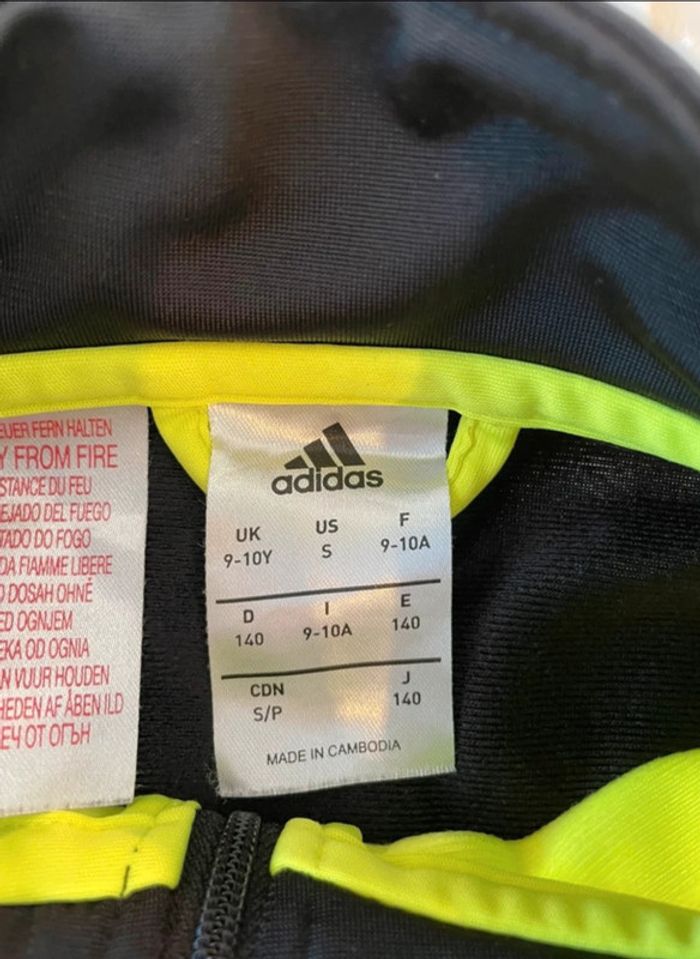 EUER FERN HALTEN
Y FROM FIRE
STANCE DU FEU
EJADO DEL FUEGO
TADO DO FOGO
DA FIAMME LIBERE
O DOSAH OHNĚ
ED OGNJEM
EKA OD OGNIA
N VUUR HOUDEN
HEDEN AF ÅBEN ILD
ЕЧ ОТ ОГЪН
adidas
UK US F
9-10Y S 9-10A
D I E
140 9-10A 140
CDN J
S/P 140
MADE IN CAMBODIA